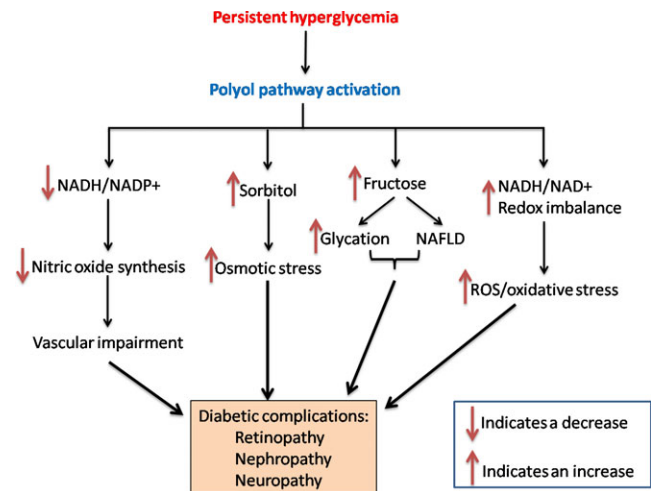 Persistent hyperglycemia
Polyol pathway activation
NADH/NADP+
Sorbitol
Fructose
NADH/NAD+
Redox imbalance
Glycation
NAFLD
Nitric oxide synthesis
Osmotic stress
ROS/oxidative stress
Vascular impairment
Diabetic complications:
Retinopathy
Nephropathy
Neuropathy
Indicates a decrease
Indicates an increase